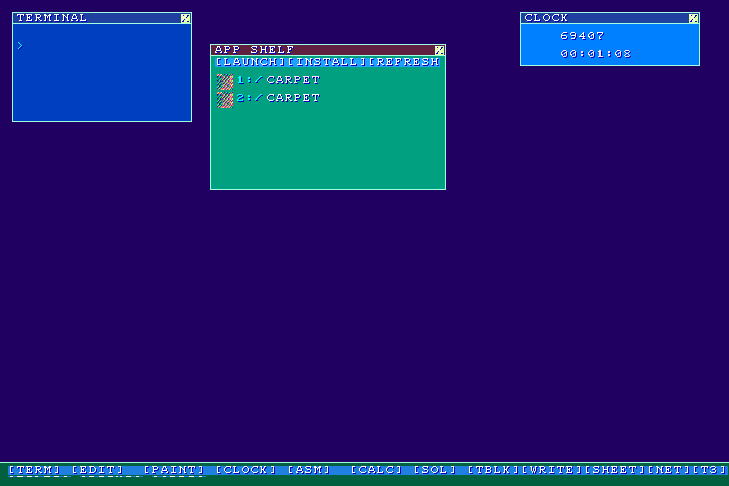 TERMINAL
>
APP SHELF
[LAUNCH][INSTALL][REFRESH
1:/CARPET
2:/CARPET
CLOCK
69407
00:01:08
[TERM] [EDIT] [PAINT] [CLOCK] [ASM] [CALC] [SOL] [TBLK][WRITE][SHEET][NET][T3]